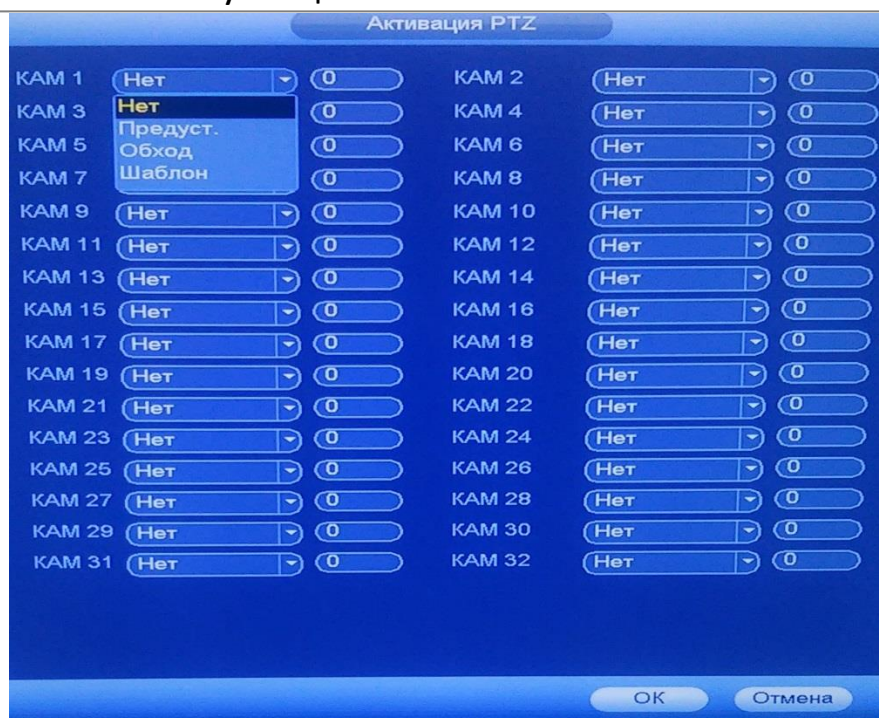 Активация PTZ
КАМ 1 Нет 0 КАМ 2 Нет 0
КАМ 3 Нет 0 КАМ 4 Нет 0
Предуст.
КАМ 5 Обход 0 КАМ 6 Нет 0
КАМ 7 Шаблон 0 КАМ 8 Нет 0
КАМ 9 Нет 0 КАМ 10 Нет 0
КАМ 11 Нет 0 КАМ 12 Нет 0
КАМ 13 Нет 0 КАМ 14 Нет 0
КАМ 15 Нет 0 КАМ 16 Нет 0
КАМ 17 Нет 0 КАМ 18 Нет 0
КАМ 19 Нет 0 КАМ 20 Нет 0
КАМ 21 Нет 0 КАМ 22 Нет 0
КАМ 23 Нет 0 КАМ 24 Нет 0
КАМ 25 Нет 0 КАМ 26 Нет 0
КАМ 27 Нет 0 КАМ 28 Нет 0
КАМ 29 Нет 0 КАМ 30 Нет 0
КАМ 31 Нет 0 КАМ 32 Нет 0
OK Отмена